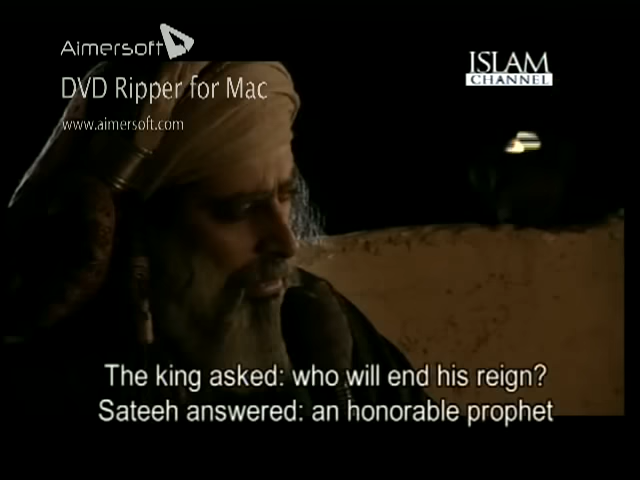 Aimersoft
DVD Ripper for Mac
www.aimersoft.com
ISLAM
CHANNEL
The king asked: who will end his reign?
Sateeh answered: an honorable prophet